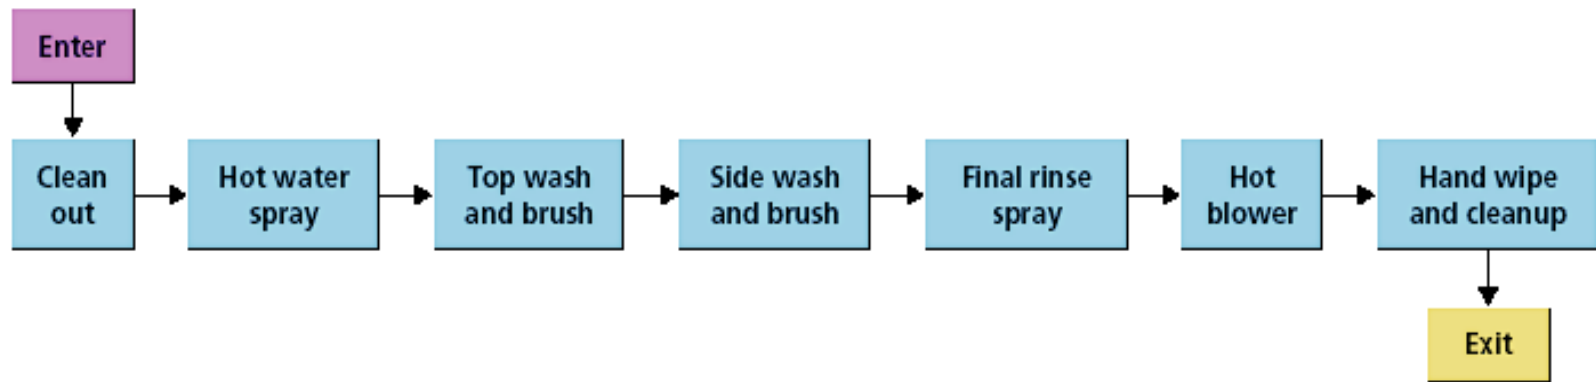 Enter
Clean
out
Hot water
spray
Top wash
and brush
Side wash
and brush
Final rinse
spray
Hot
blower
Hand wipe
and cleanup
Exit